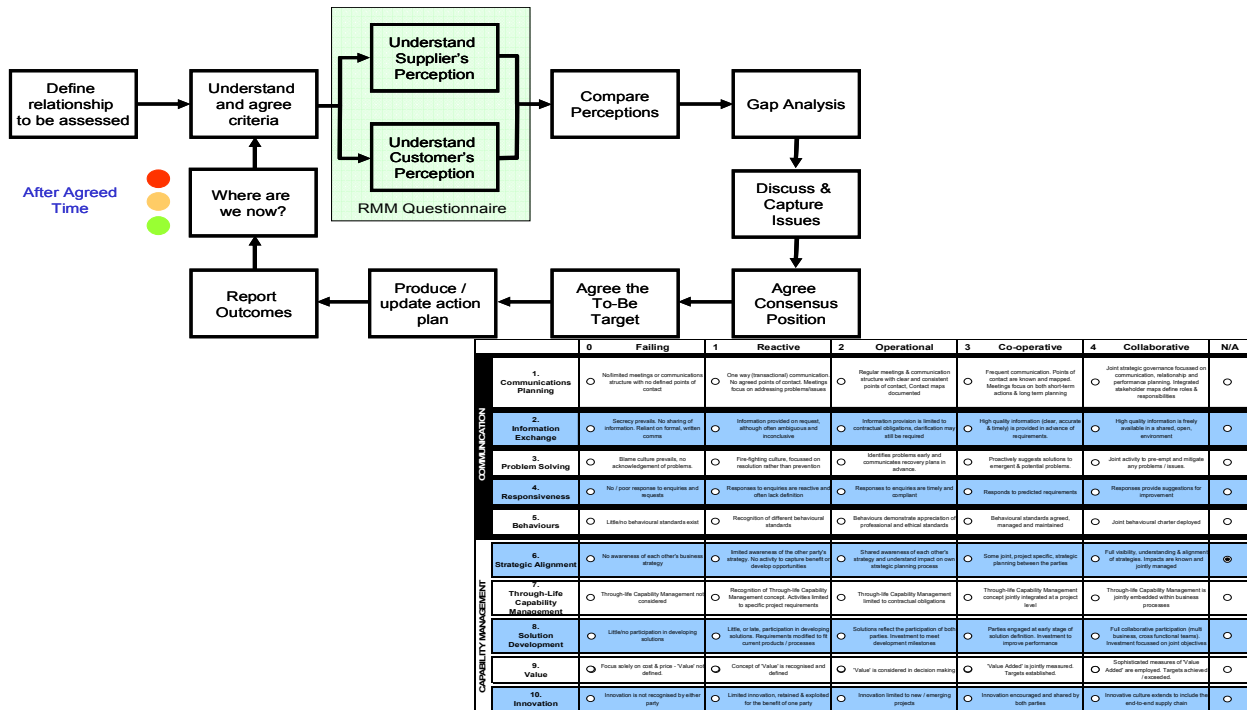 Define
relationship
to be assessed
Understand
and agree
criteria
Understand
Supplier's
Perception
Understand
Customer's
Perception
RMM Questionnaire
Compare
Perceptions
Gap Analysis
After Agreed
Time
Where are
we now?
Discuss &
Capture
Issues
Report
Outcomes
Produce /
update action
plan
Agree the
To-Be
Target
Agree
Consensus
Position
0 Failing 1 Reactive 2 Operational 3 Co-operative 4 Collaborative N/A
COMMUNICATION
1.
Communications
Planning
No/limited meetings or communications
structure with no defined points of
contact
One way (transactional) communication.
No agreed points of contact. Meetings
focus on addressing problems/issues
Regular meetings & communication
structure with clear and consistent
points of contact, Contact maps
documented
Frequent communication. Points of
contact are known and mapped.
Meetings focus on both short-term
actions & long term planning
Joint strategic governance focussed on
communication, relationship and
performance planning. Integrated
stakeholder maps define roles &
responsibilities
2.
Information
Exchange
Secrecy prevails. No sharing of
information. Reliant on formal, written
comms
Information provided on request,
although often ambiguous and
inconclusive
Information provision is limited to
contractual obligations, clarification may
still be required
High quality information (clear, accurate
& timely) is provided in advance of
requirements.
High quality information is freely
available in a shared, open,
environment
3.
Problem Solving
Blame culture prevails, no
acknowledgement of problems.
Fire-fighting culture, focussed on
resolution rather than prevention
Identifies problems early and
communicates recovery plans in
advance.
Proactively suggests solutions to
emergent & potential problems.
Joint activity to pre-empt and mitigate
any problems / issues.
4.
Responsiveness
No / poor response to enquiries and
requests
Responses to enquiries are reactive and
often lack definition
Responses to enquiries are timely and
compliant
Responds to predicted requirements
Responses provide suggestions for
improvement
5.
Behaviours
Little/no behavioural standards exist
Recognition of different behavioural
standards
Behaviours demonstrate appreciation of
professional and ethical standards
Behavioural standards agreed,
managed and maintained
Joint behavioural charter deployed
CAPABILITY MANAGEMENT
6.
Strategic Alignment
No awareness of each other's business
strategy
limited awareness of the other party's
strategy. No activity to capture benefit or
develop opportunities
Shared awareness of each other's
strategy and understand impact on own
strategic planning process
Some joint, project specific, strategic
planning between the parties
Full visibility, understanding & alignment
of strategies. Impacts are known and
jointly managed
7.
Through-Life
Capability
Management
Through-life Capability Management not
considered
Recognition of Through-life Capability
Management concept. Activities limited
to specific project requirements
Through-life Capability Management
limited to contractual obligations
Through-life Capability Management
concept jointly integrated at a project
level
Through-life Capability Management is
jointly embedded within business
processes
8.
Solution
Development
Little/no participation in developing
solutions
Little, or late, participation in developing
solutions. Requirements modified to fit
current products / processes
Solutions reflect the participation of both
parties. Investment to meet
development milestones
Parties engaged at early stage of
solution definition. Investment to
improve performance
Full collaborative participation (multi
business, cross functional teams).
Investment focussed on joint objectives
9.
Value
Focus solely on cost & price - 'Value' not
defined.
Concept of 'Value' is recognised and
defined
'Value' is considered in decision making
'Value Added' is jointly measured.
Targets established.
Sophisticated measures of 'Value
Added' are employed. Targets achieved
/ exceeded.
10.
Innovation
Innovation is not recognised by either
party
Limited innovation, retained & exploited
for the benefit of one party
Innovation limited to new / emerging
projects
Innovation encouraged and shared by
both parties
Innovative culture extends to include the
end-to-end supply chain